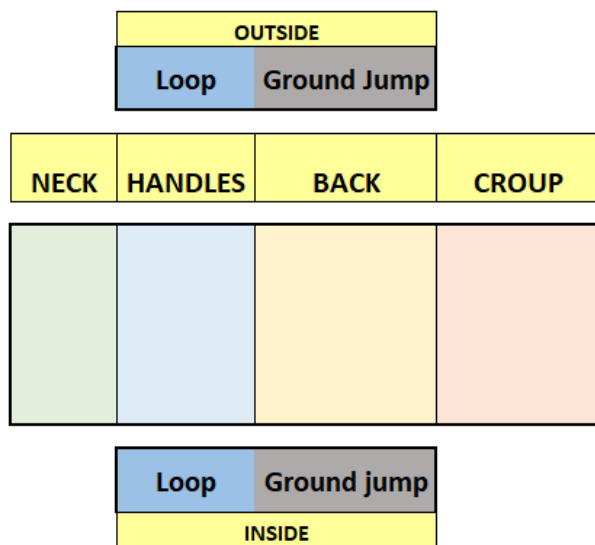 OUTSIDE
Loop Ground Jump
NECK HANDLES BACK CROUP
Loop Ground jump
INSIDE